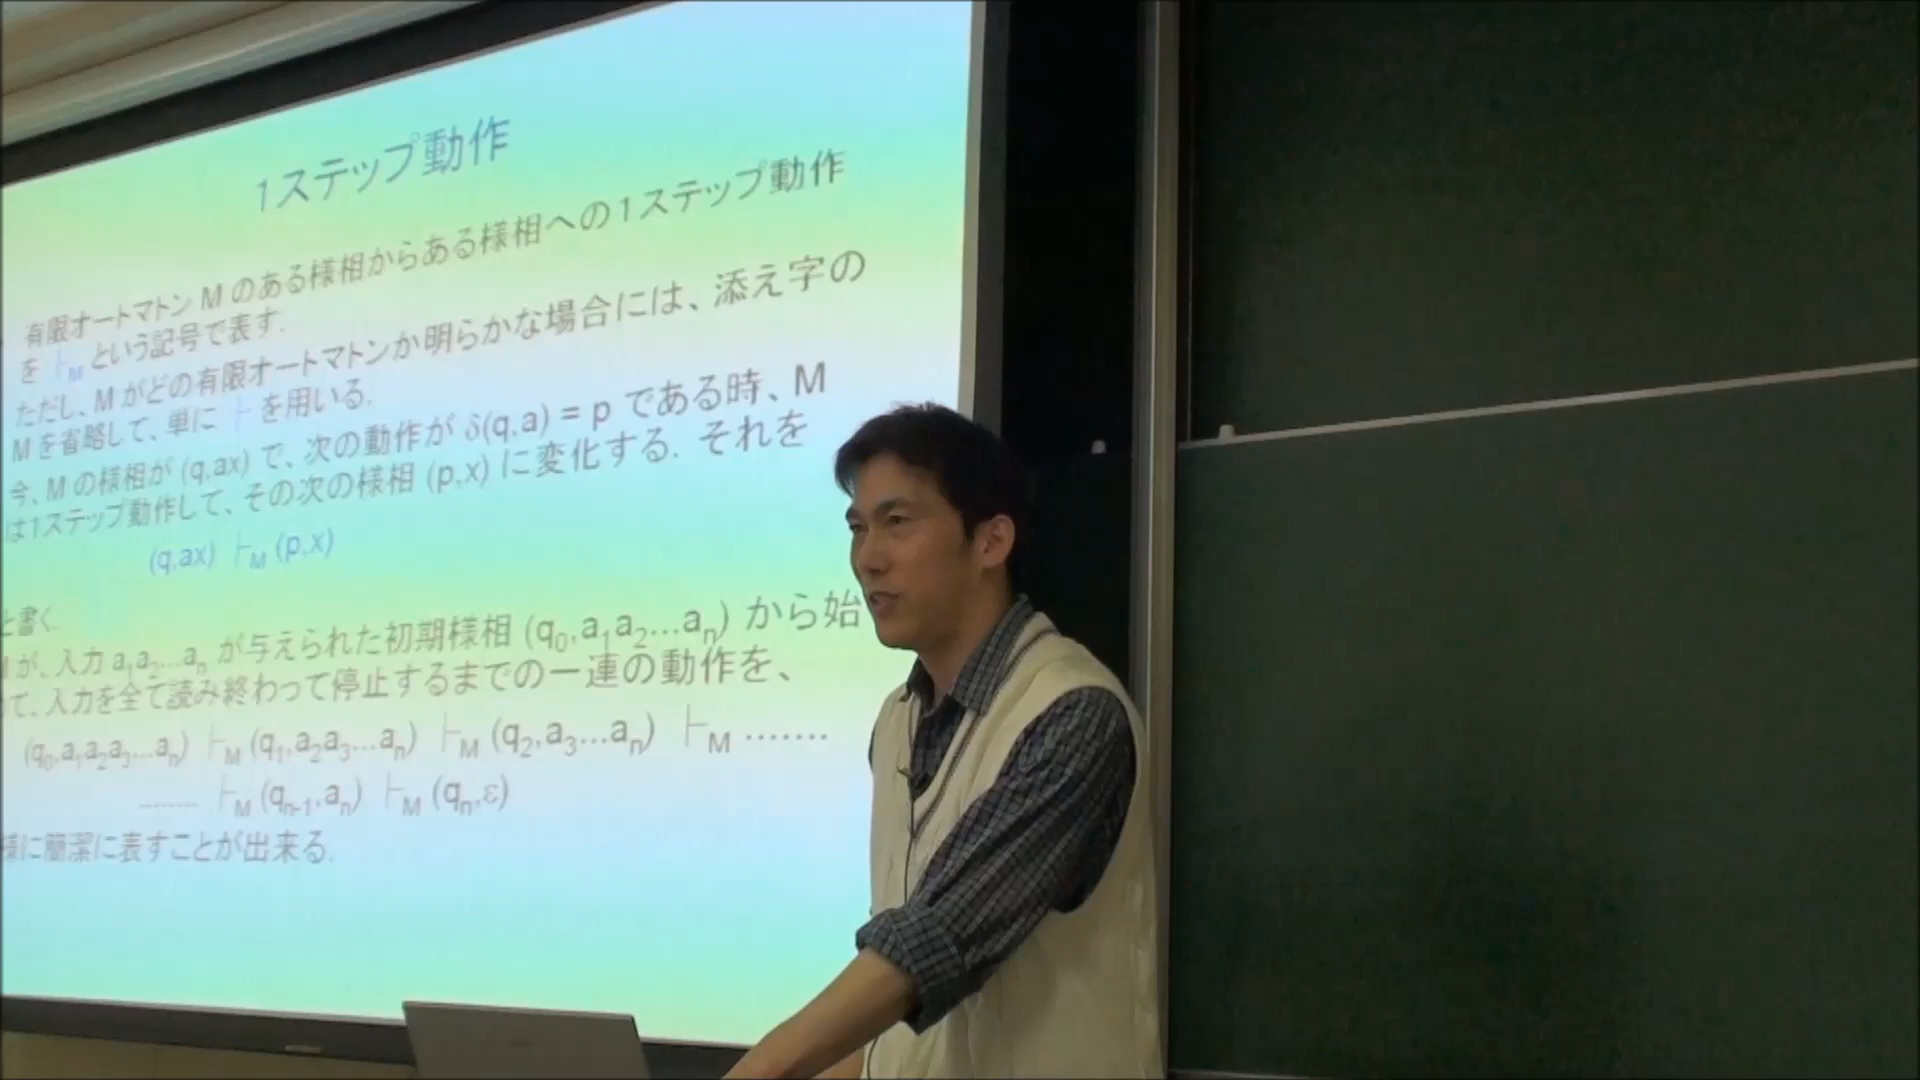 1ステップ動作
有限オートマトン M のある様相からある様相への1ステップ動作
を ⊢M という記号で表す.
ただし、M がどの有限オートマトンか明らかな場合には、添え字の
M を省略して、単に ⊢ を用いる.
今、M の様相が (q,ax) で、次の動作が δ(q,a) = p である時、M
は1ステップ動作して、その次の様相 (p,x) に変化する. それを
(q,ax) ⊢M (p,x)
と書く.
が、入力 a1a2...an が与えられた初期様相 (q0,a1a2...an) から始
て、入力を全て読み終わって停止するまでの一連の動作を、
(q0,a1a2a3...an) ⊢M (q1,a2a3...an) ⊢M (q2,a3...an) ⊢M .......
........ ⊢M (qn-1,an) ⊢M (qn,ε)
様に簡潔に表すことが出来る.